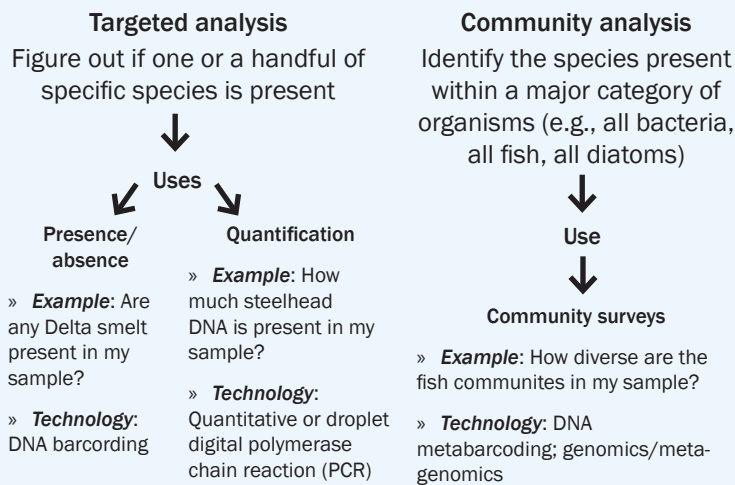 Targeted analysis
Figure out if one or a handful of
specific species is present
Uses
Presence/
absence
» Example: Are
any Delta smelt
present in my
sample?
» Technology:
DNA barcording
Quantification
» Example: How
much steelhead
DNA is present in my
sample?
» Technology:
Quantitative or droplet
digital polymerase
chain reaction (PCR)
Community analysis
Identify the species present
within a major category of
organisms (e.g., all bacteria,
all fish, all diatoms)
Use
Community surveys
» Example: How diverse are the
fish communites in my sample?
» Technology: DNA
metabarcoding; genomics/meta-
genomics